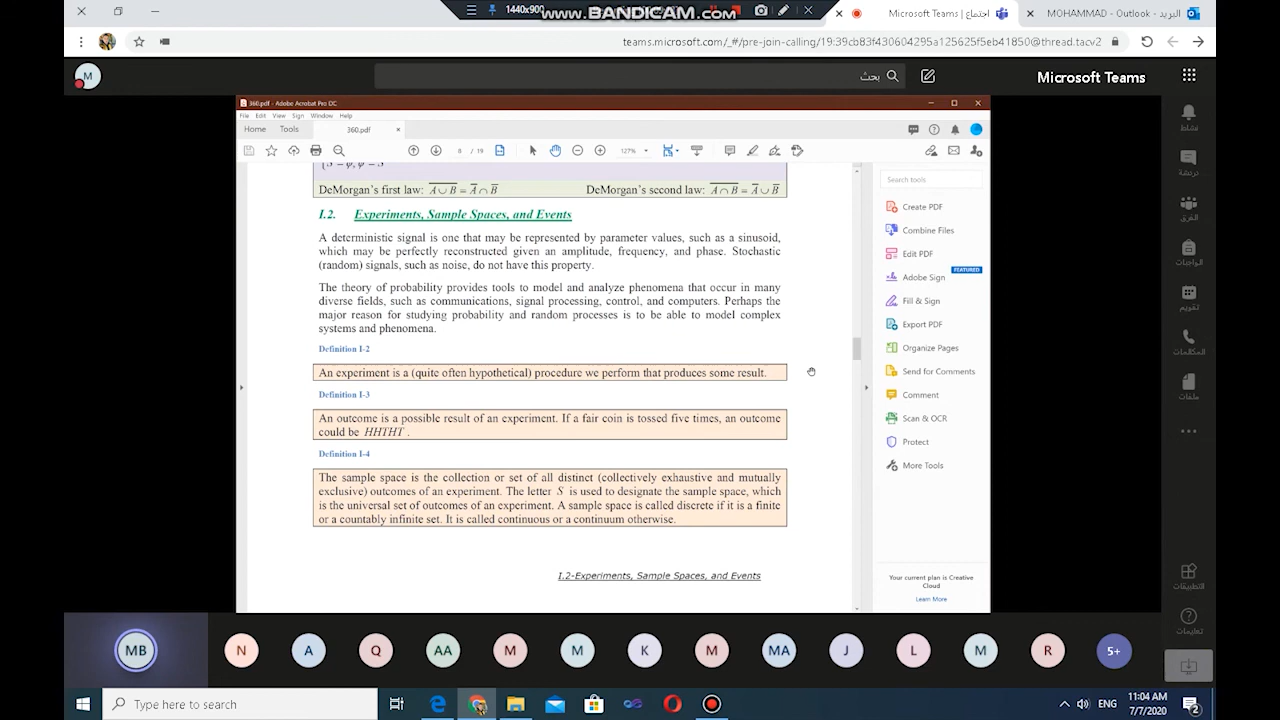 1440x900
www.BANDICAM.com
اجتماع | Microsoft Teams
البريد - MOHAMMAD - Outlook
teams.microsoft.com/_#/pre-join-calling/19:39cb83f430604295a125625f5eb41850@thread.tacv2
M
بحث
Microsoft Teams
360.pdf - Adobe Acrobat Pro DC
File Edit View Sign Window Help
Home Tools 360.pdf
8 / 19 127%
DeMorgan's first law: A ∪ B = A ∩ B DeMorgan's second law: A ∩ B = A ∪ B
I.2. Experiments, Sample Spaces, and Events
A deterministic signal is one that may be represented by parameter values, such as a sinusoid,
which may be perfectly reconstructed given an amplitude, frequency, and phase. Stochastic
(random) signals, such as noise, do not have this property.
The theory of probability provides tools to model and analyze phenomena that occur in many
diverse fields, such as communications, signal processing, control, and computers. Perhaps the
major reason for studying probability and random processes is to be able to model complex
systems and phenomena.
Definition I-2
An experiment is a (quite often hypothetical) procedure we perform that produces some result.
Definition I-3
An outcome is a possible result of an experiment. If a fair coin is tossed five times, an outcome
could be HHTHT .
Definition I-4
The sample space is the collection or set of all distinct (collectively exhaustive and mutually
exclusive) outcomes of an experiment. The letter S is used to designate the sample space, which
is the universal set of outcomes of an experiment. A sample space is called discrete if it is a finite
or a countably infinite set. It is called continuous or a continuum otherwise.
I.2-Experiments, Sample Spaces, and Events
Search tools
Create PDF
Combine Files
Edit PDF
FEATURED
Adobe Sign
Fill & Sign
Export PDF
Organize Pages
Send for Comments
Comment
Scan & OCR
Protect
More Tools
Your current plan is Creative
Cloud
Learn More
نشاط
دردشة
الفرق
الواجبات
تقويم
المكالمات
ملفات
التطبيقات
تعليمات
MB N A Q AA M M K M MA J L M R 5+
Type here to search
11:04 AM
7/7/2020
2